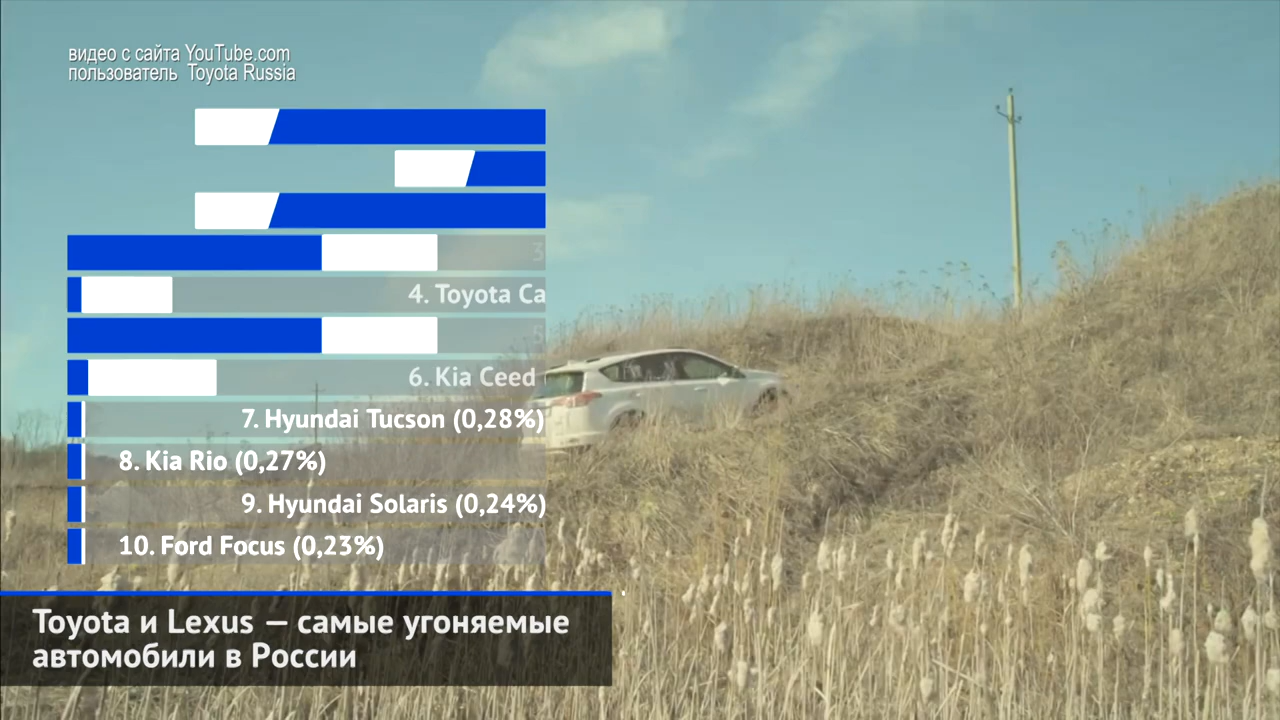 видео с сайта YouTube.com
пользователь Toyota Russia
3
4. Toyota Ca
5
6. Kia Ceed
7. Hyundai Tucson (0,28%)
8. Kia Rio (0,27%)
9. Hyundai Solaris (0,24%)
10. Ford Focus (0,23%)
Toyota и Lexus — самые угоняемые
автомобили в России